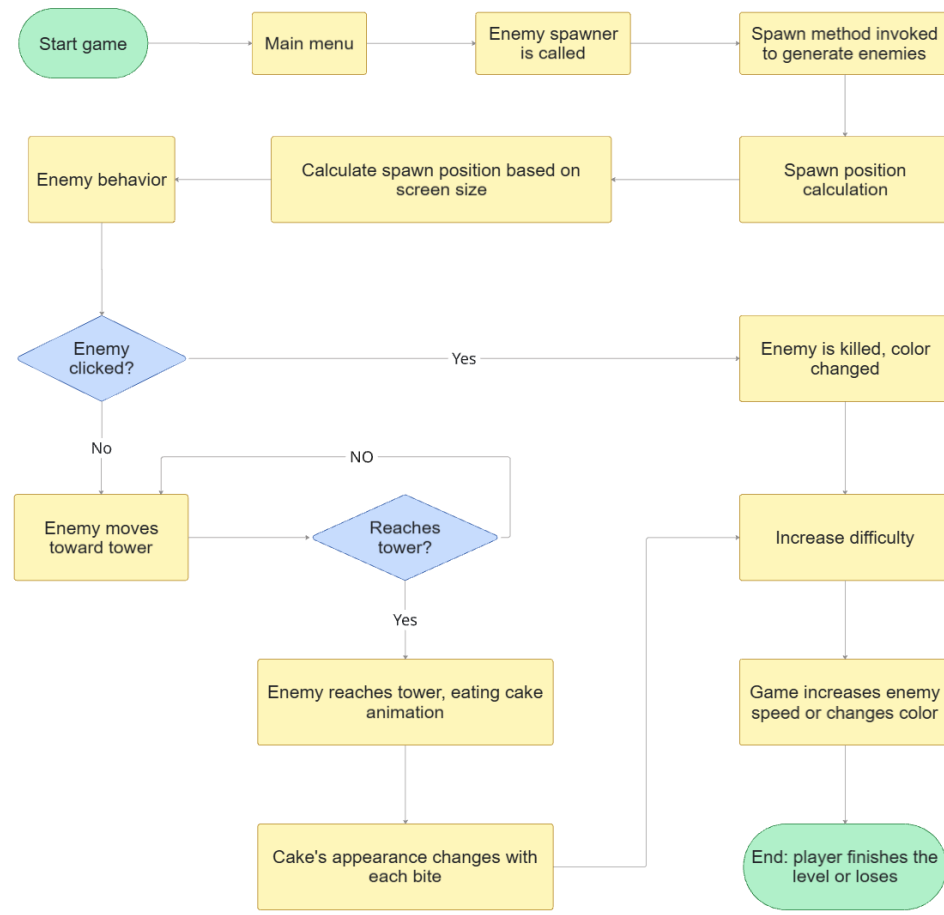 Start game
Main menu
Enemy spawner
is called
Spawn method invoked
to generate enemies
Enemy behavior
Calculate spawn position based on
screen size
Spawn position
calculation
Enemy
clicked?
Yes
Enemy is killed, color
changed
No
NO
Enemy moves
toward tower
Reaches
tower?
Increase difficulty
Yes
Enemy reaches tower, eating cake
animation
Game increases enemy
speed or changes color
Cake's appearance changes with
each bite
End: player finishes the
level or loses